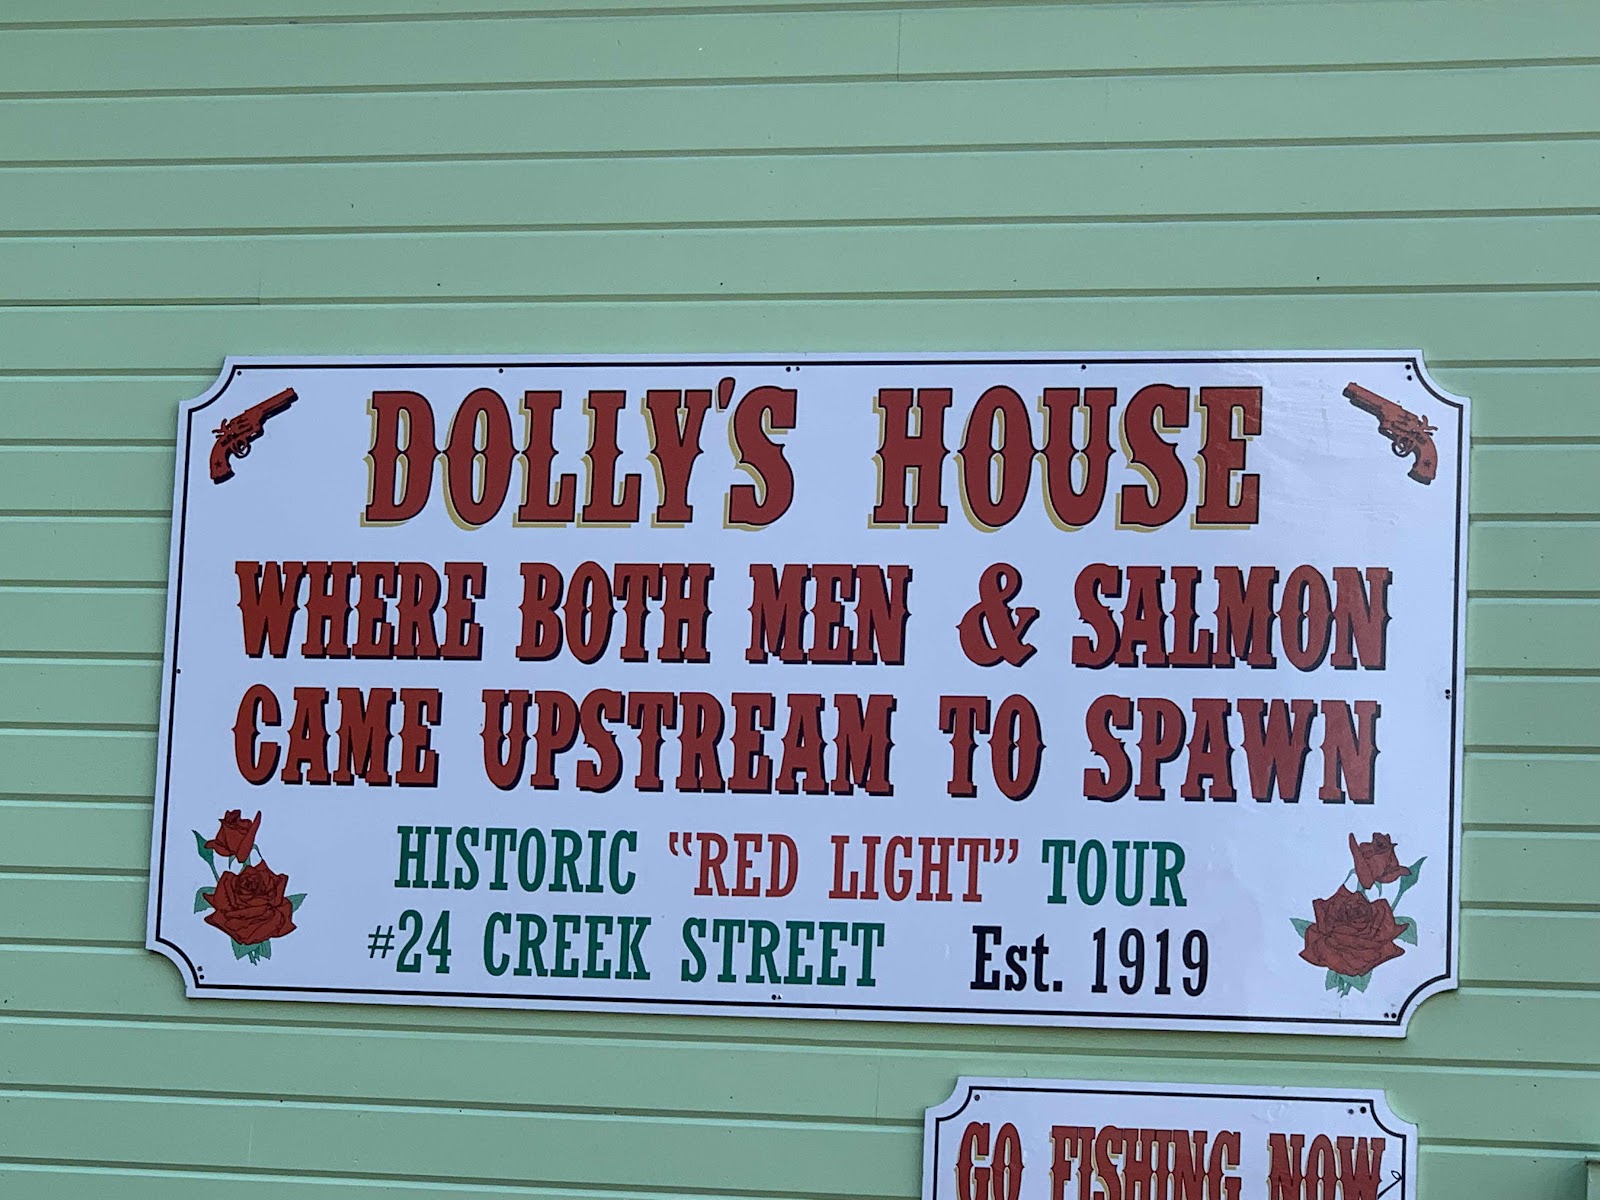 DOLLY'S HOUSE
WHERE BOTH MEN & SALMON
CAME UPSTREAM TO SPAWN
HISTORIC "RED LIGHT" TOUR
#24 CREEK STREET Est. 1919
GO FISHING NOW